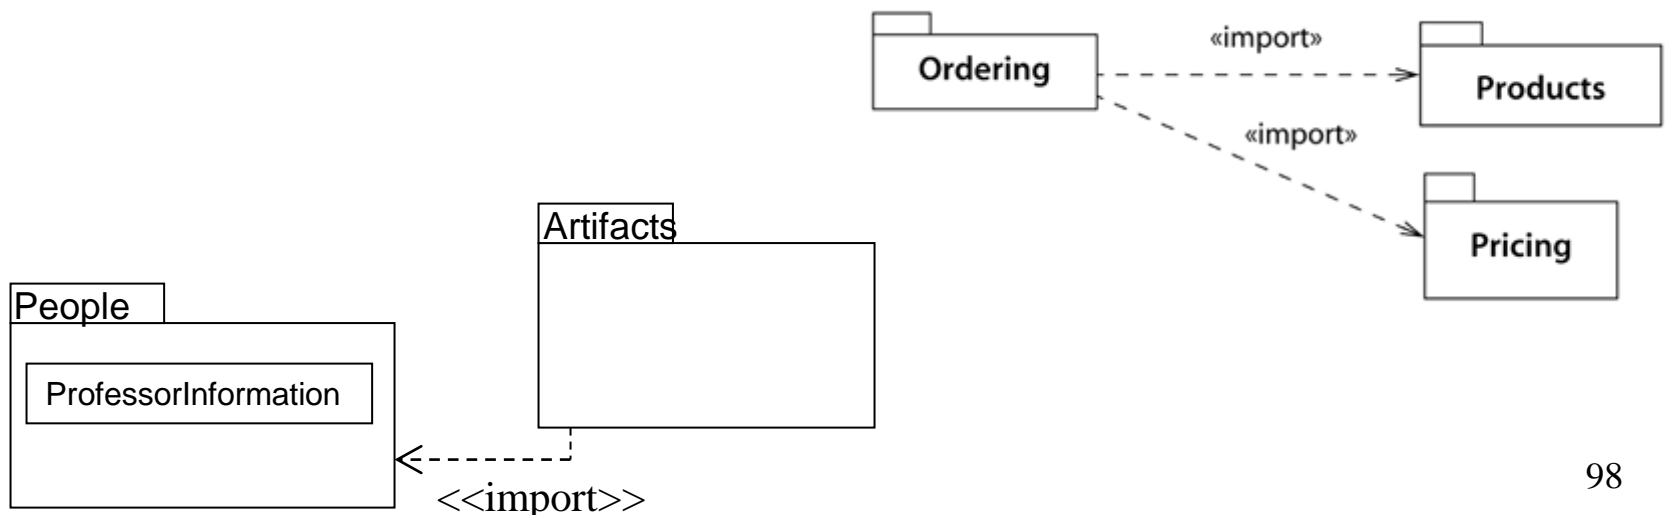 «import»
Ordering
Products
«import»
Pricing
Artifacts
People
ProfessorInformation
<<import>>
98